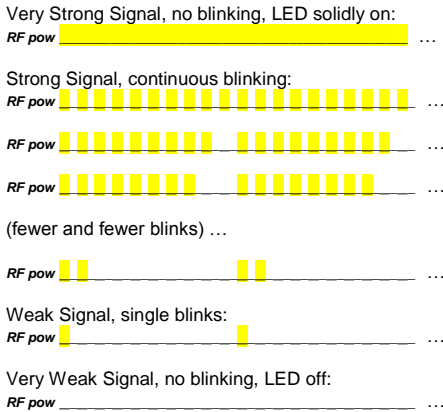 Very Strong Signal, no blinking, LED solidly on:
RF pow ...
Strong Signal, continuous blinking:
RF pow ...
RF pow ...
RF pow ...
(fewer and fewer blinks) ...
RF pow ...
Weak Signal, single blinks:
RF pow ...
Very Weak Signal, no blinking, LED off:
RF pow ...